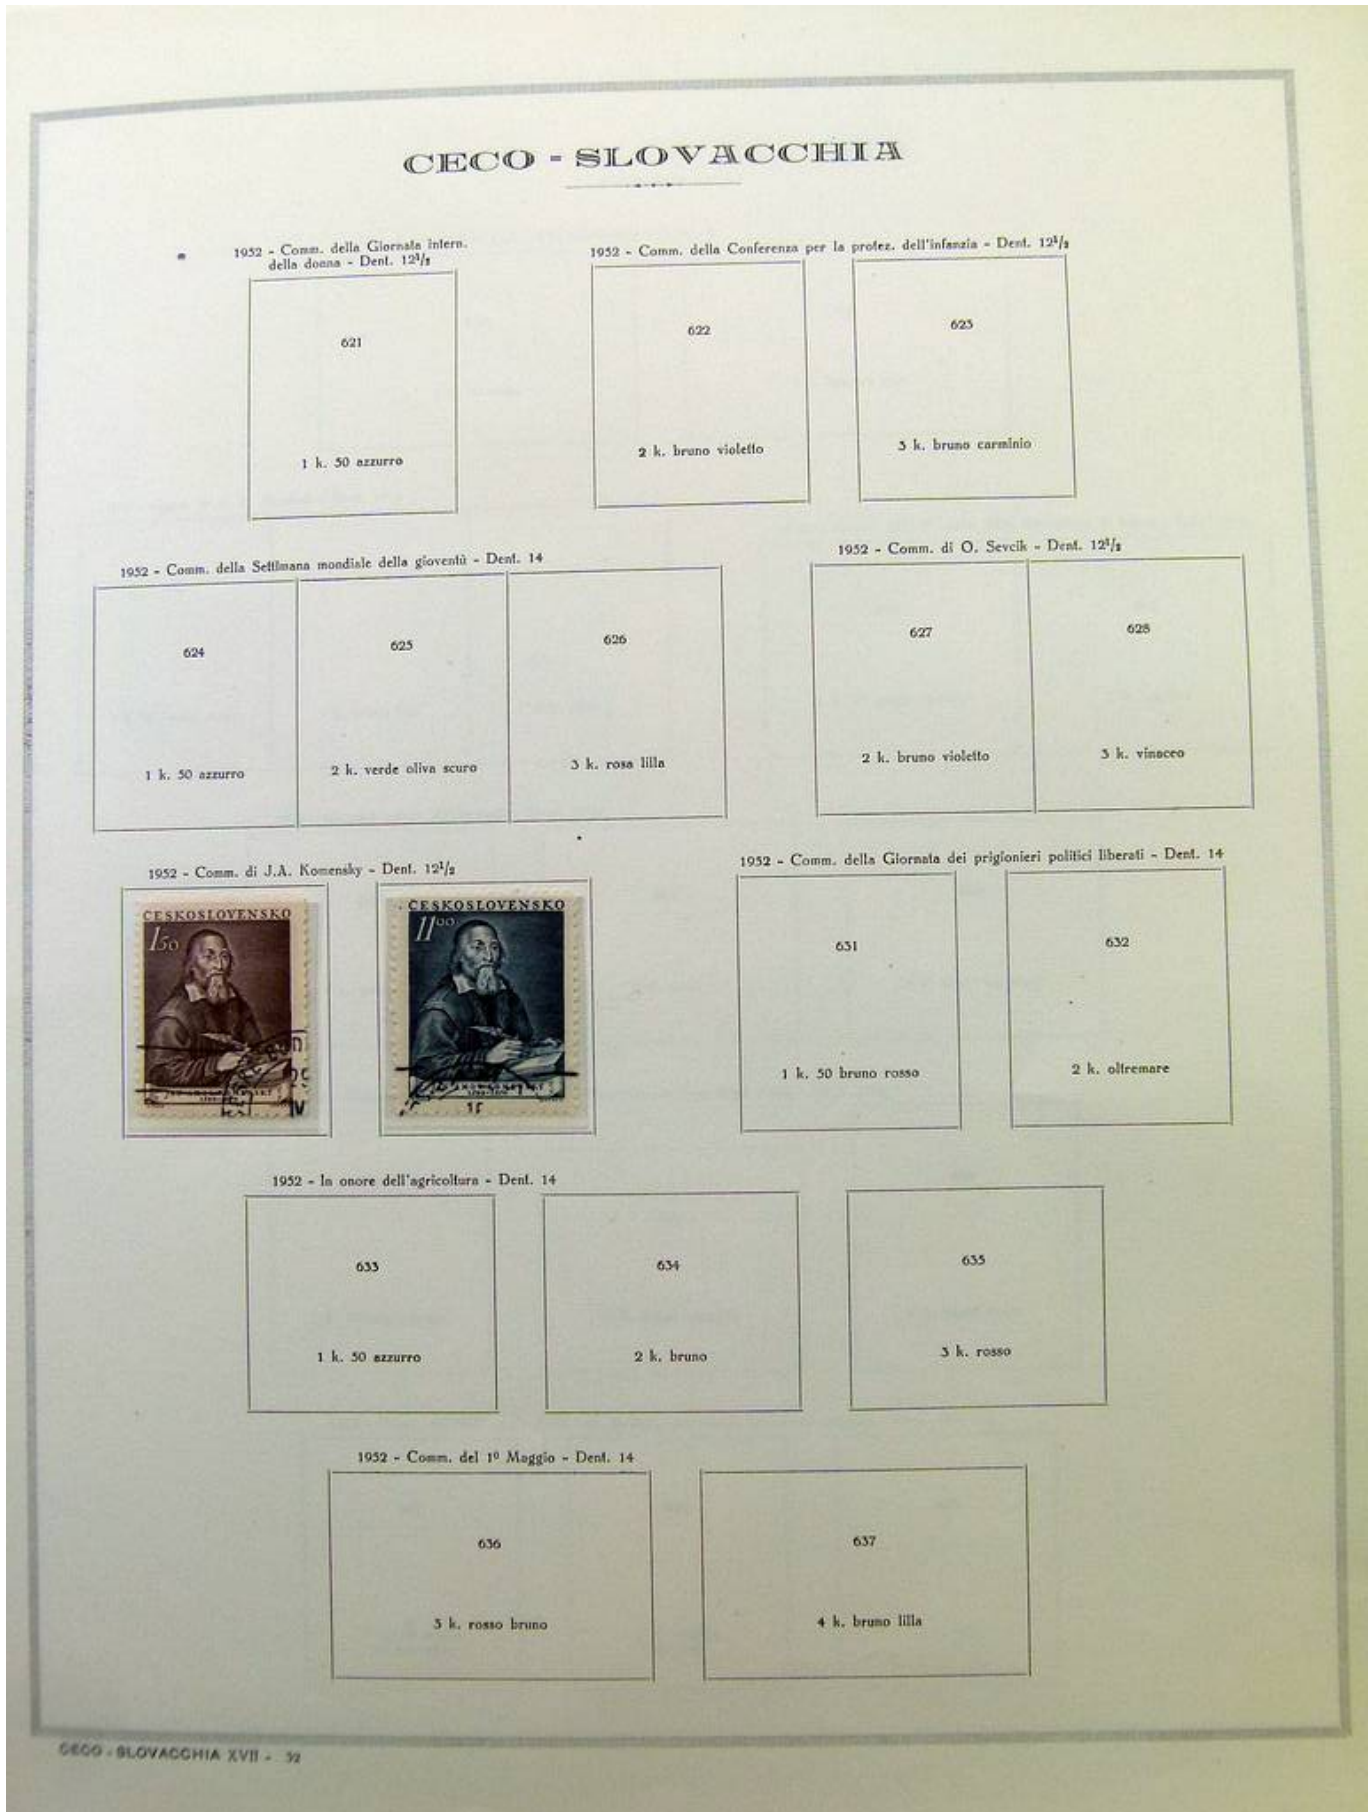 CECO - SLOVACCHIA
1952 - Comm. della Giornata intern.
della donna - Dent. 12¹/₂
1952 - Comm. della Conferenza per la protez. dell'infanzia - Dent. 12¹/₂
621
622
623
1 k. 50 azzurro
2 k. bruno violetto
3 k. bruno carminio
1952 - Comm. della Settimana mondiale della gioventù - Dent. 14
1952 - Comm. di O. Sevcik - Dent. 12¹/₂
624
625
626
627
628
1 k. 50 azzurro
2 k. verde oliva scuro
3 k. rosa lilla
2 k. bruno violetto
3 k. vinaceo
1952 - Comm. di J.A. Komensky - Dent. 12¹/₂
1952 - Comm. della Giornata dei prigionieri politici liberati - Dent. 14
ČESKOSLOVENSKO
1 50
ČESKOSLOVENSKO
11 00
631
632
1 k. 50 bruno rosso
2 k. oltremare
1952 - In onore dell'agricoltura - Dent. 14
633
634
635
1 k. 50 azzurro
2 k. bruno
3 k. rosso
1952 - Comm. del 1º Maggio - Dent. 14
636
637
3 k. rosso bruno
4 k. bruno lilla
CECO - SLOVACCHIA XVII - 52